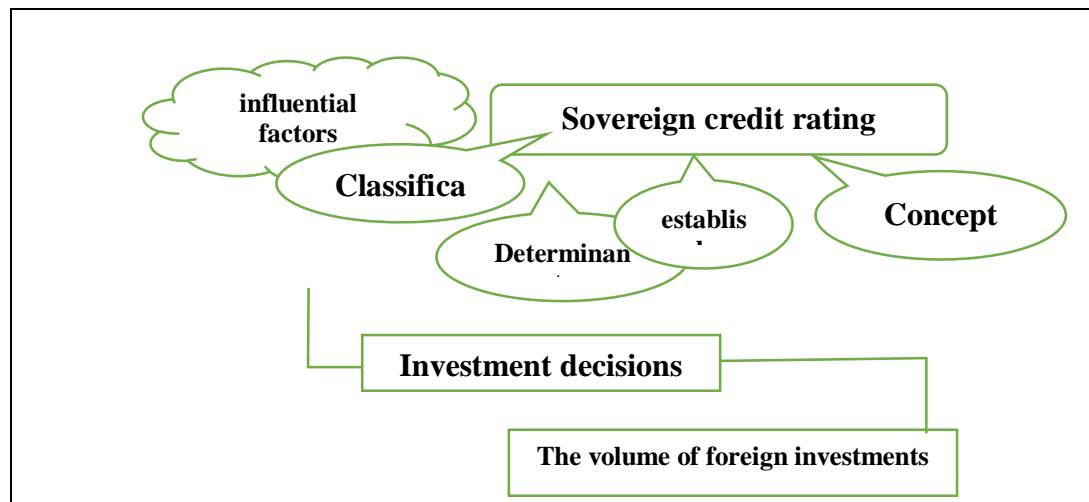 influential
factors
Sovereign credit rating
Classifica
establis
Concept
Determinan
Investment decisions
The volume of foreign investments